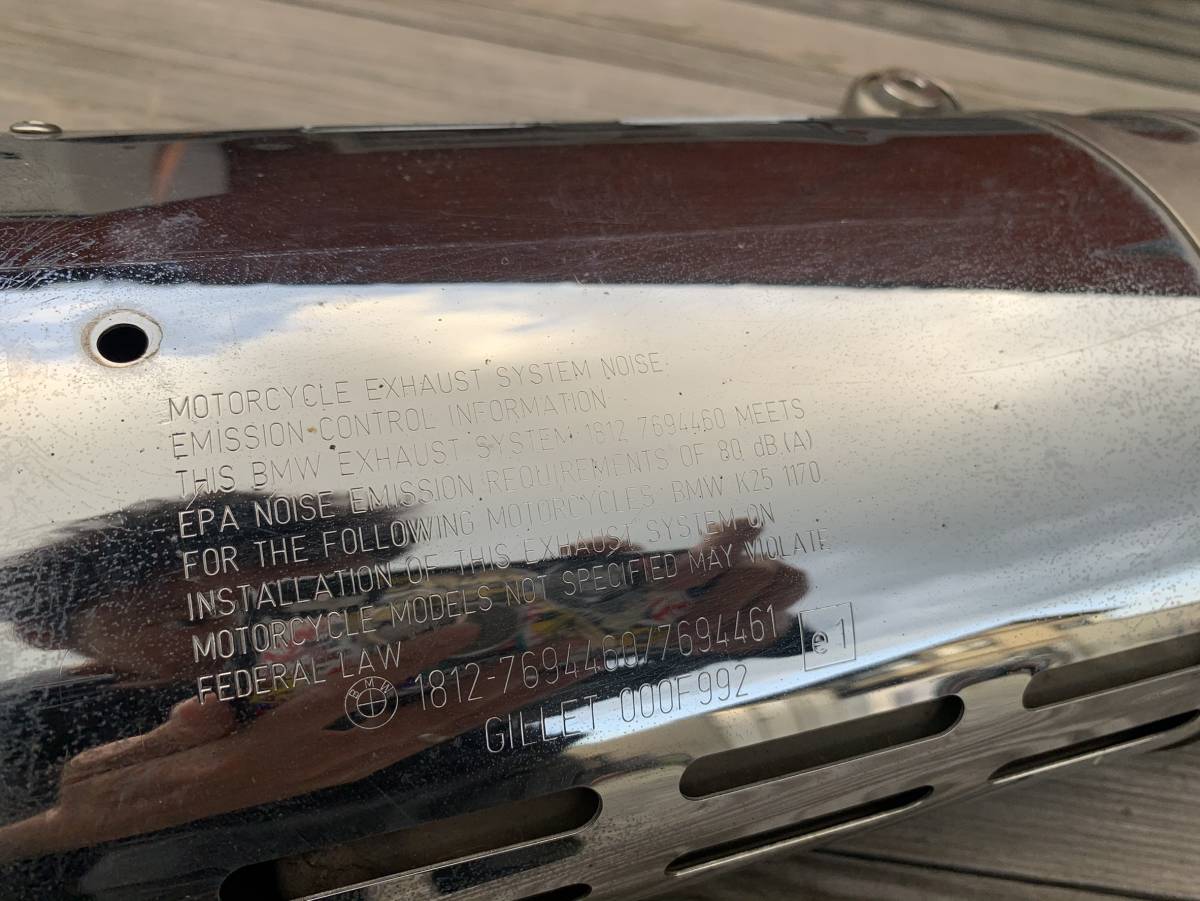 MOTORCYCLE EXHAUST SYSTEM NOISE
EMISSION CONTROL INFORMATION
THIS BMW EXHAUST SYSTEM 1812 7694460 MEETS
EPA NOISE EMISSION REQUIREMENTS OF 80 dB(A)
FOR THE FOLLOWING MOTORCYCLES: BMW K25 1170.
INSTALLATION OF THIS EXHAUST SYSTEM ON
MOTORCYCLE MODELS NOT SPECIFIED MAY VIOLATE
FEDERAL LAW
BMW 1812-7694460/7694461 e1
GILLET 000F992